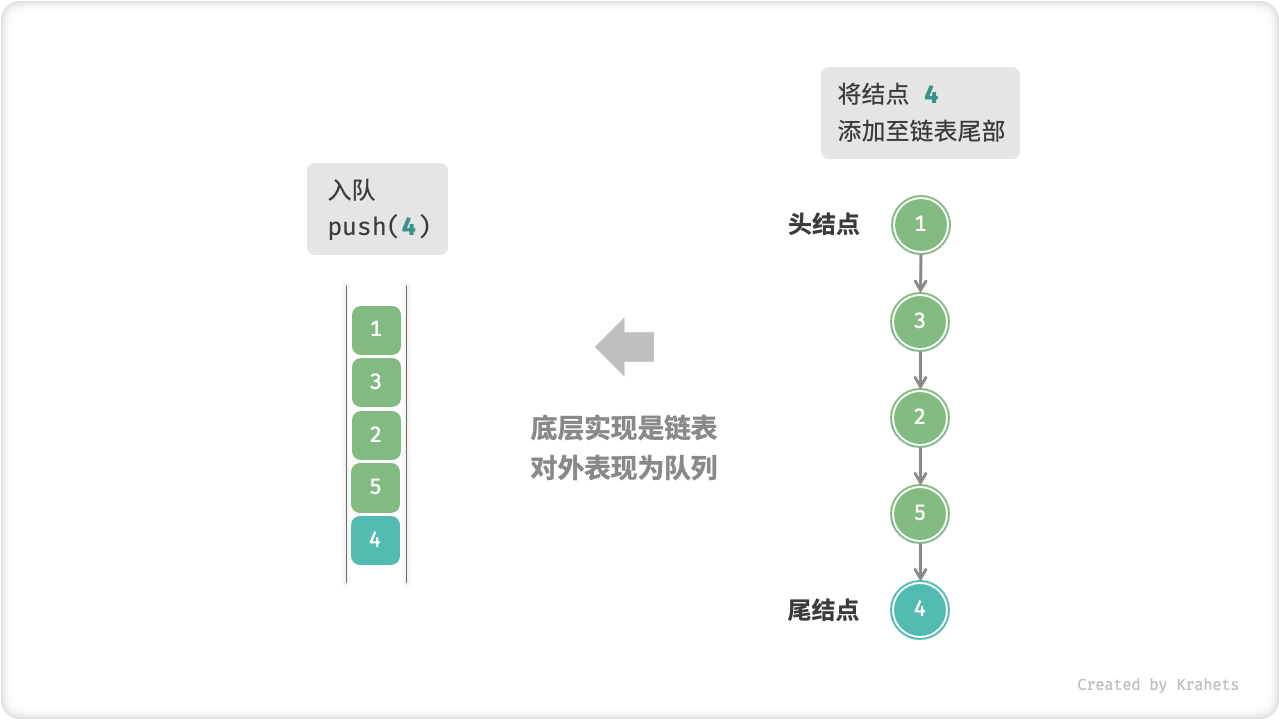 将结点 4
添加至链表尾部
入队
push(4)
头结点
1
3
2
5
4
尾结点
1
3
2
5
4
底层实现是链表
对外表现为队列
Created by Krahets